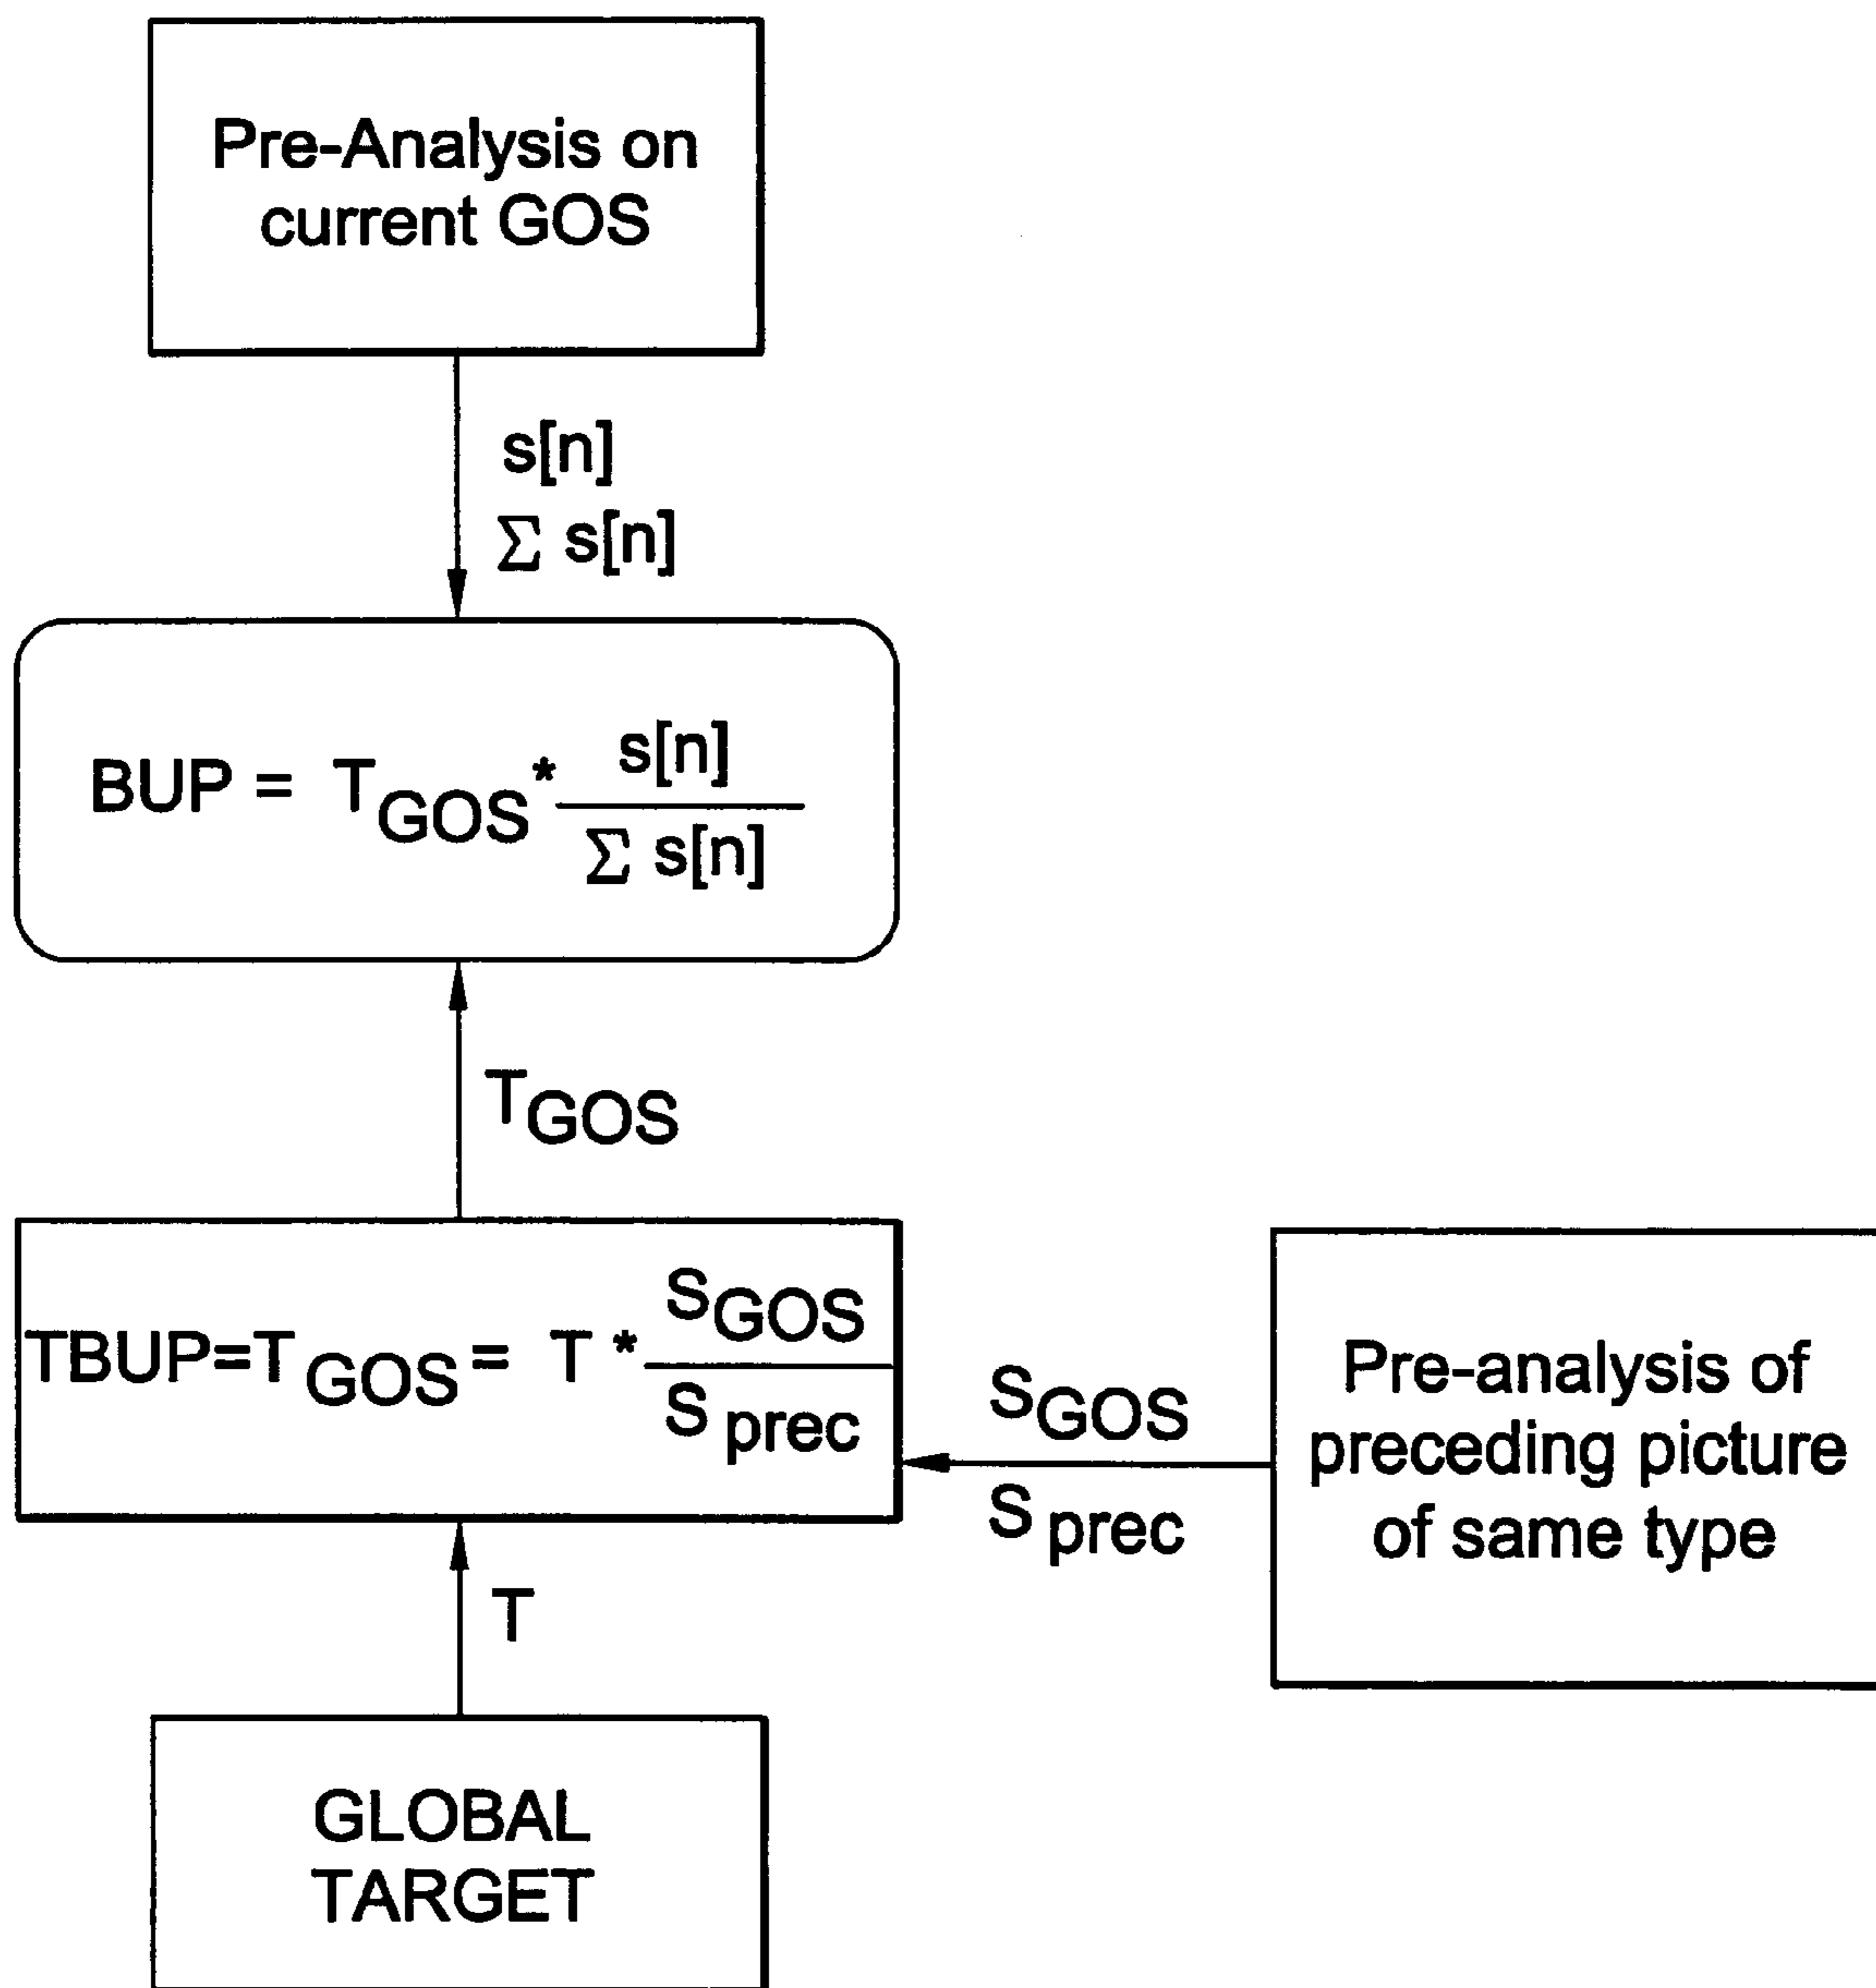 Pre-Analysis on
current GOS
s[n]
Σ s[n]
BUP = T_GOS * s[n] / Σ s[n]
T_GOS
TBUP=T_GOS = T * S_GOS / S_prec
S_GOS
S_prec
Pre-analysis of
preceding picture
of same type
T
GLOBAL
TARGET